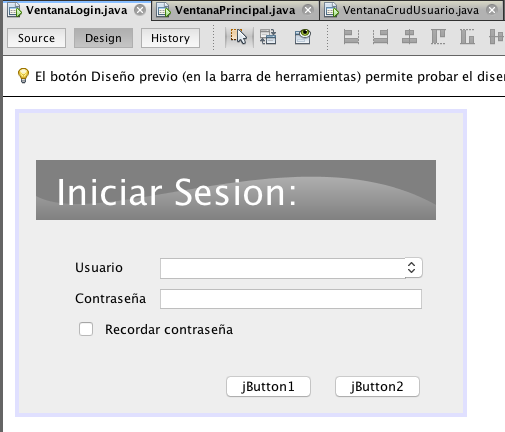 VentanaLogin.java VentanaPrincipal.java VentanaCrudUsuario.java
Source Design History
El botón Diseño previo (en la barra de herramientas) permite probar el diser
Iniciar Sesion:
Usuario
Contraseña
Recordar contraseña
jButton1 jButton2